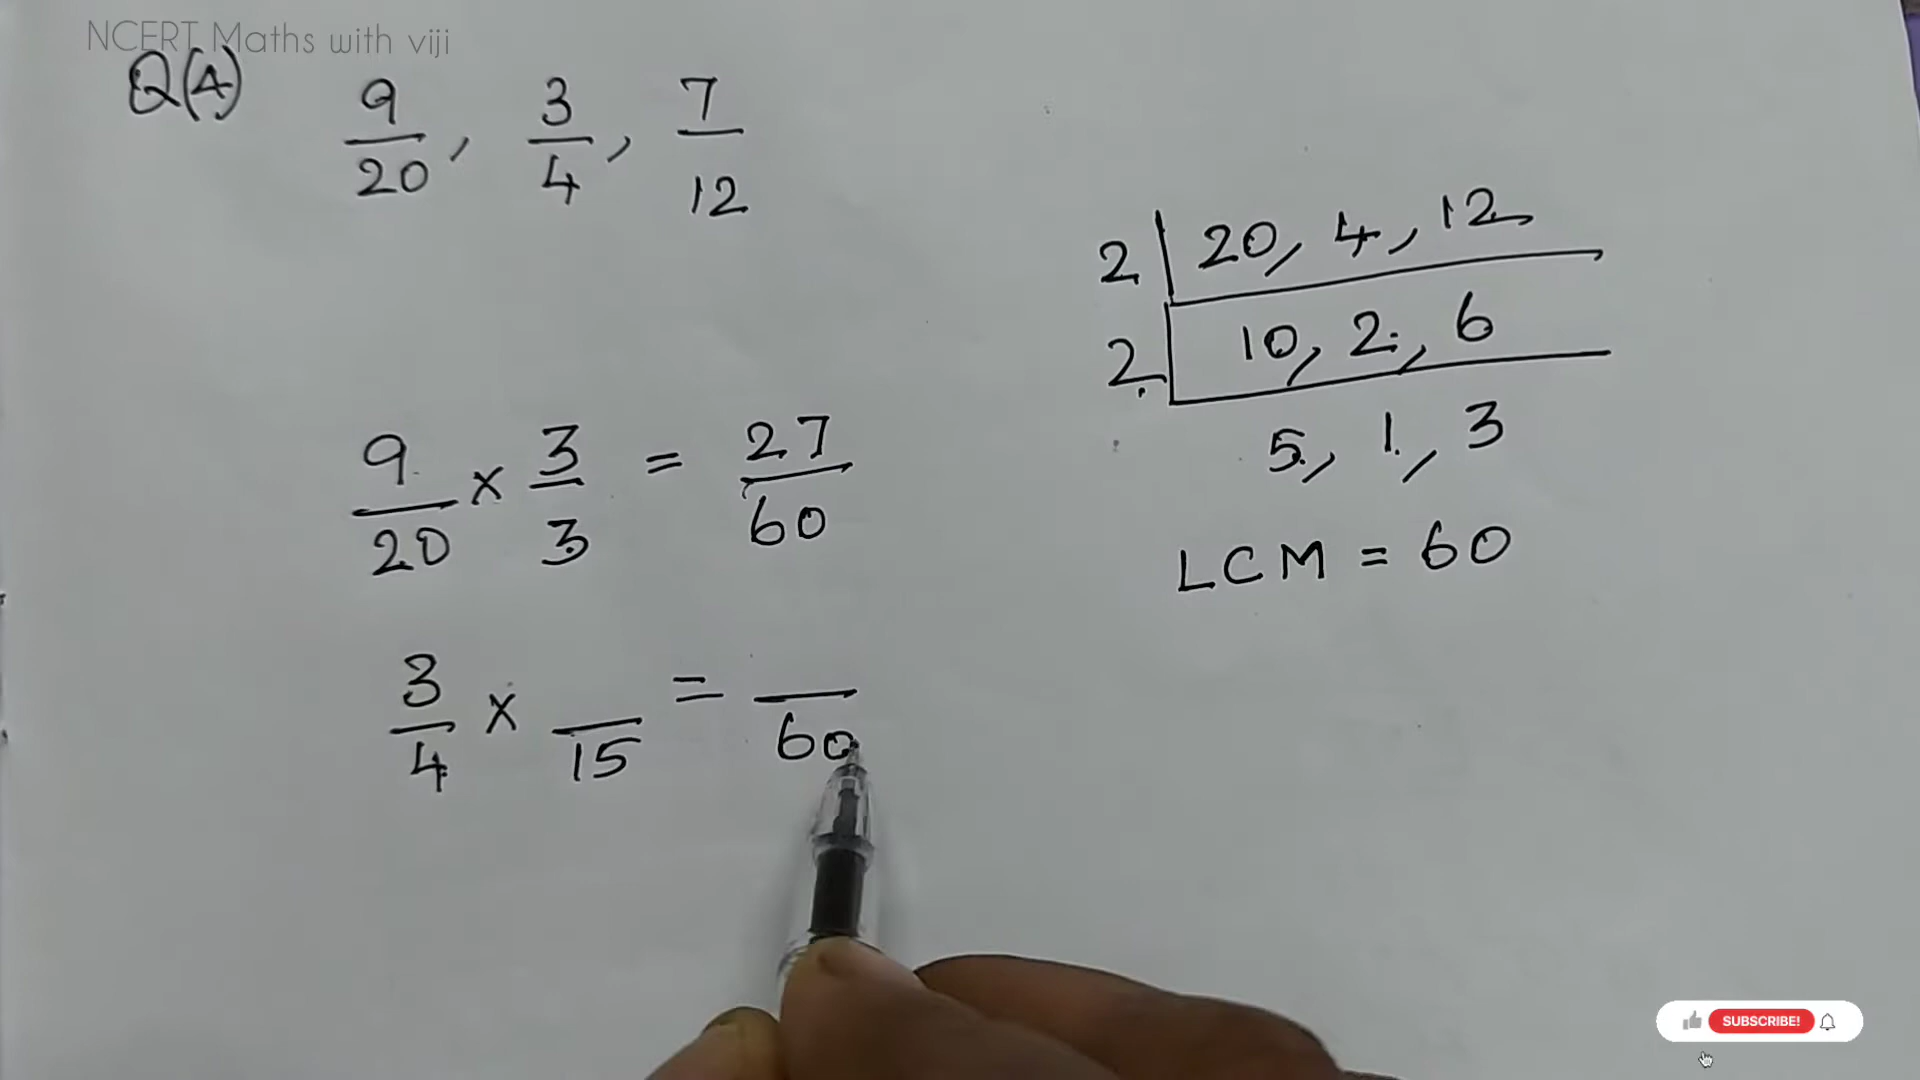 NCERT Maths with viji
Q(4) 9/20, 3/4, 7/12
2 | 20, 4, 12
2 | 10, 2, 6
5, 1, 3
LCM = 60
9/20 × 3/3 = 27/60
3/4 × /15 = /60
SUBSCRIBE!